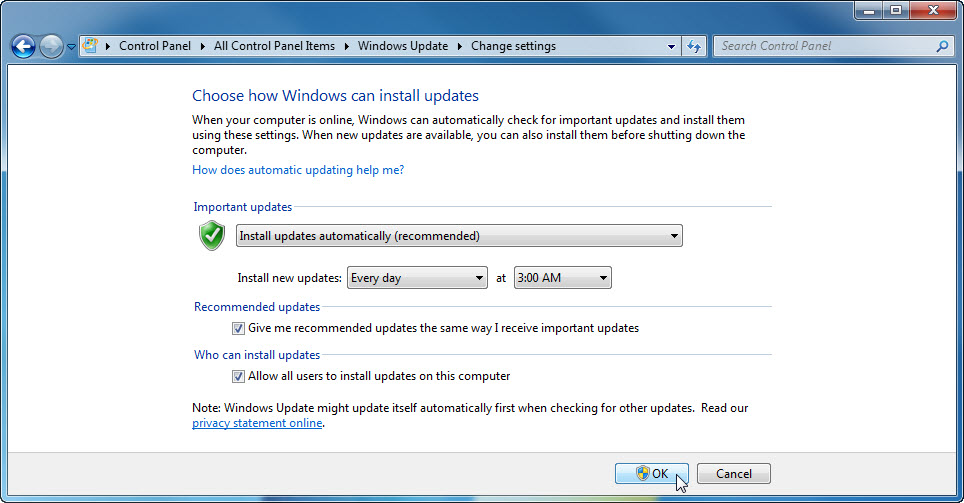 Control Panel All Control Panel Items Windows Update Change settings Search Control Panel
Choose how Windows can install updates
When your computer is online, Windows can automatically check for important updates and install them
using these settings. When new updates are available, you can also install them before shutting down the
computer.
How does automatic updating help me?
Important updates
Install updates automatically (recommended)
Install new updates: Every day at 3:00 AM
Recommended updates
Give me recommended updates the same way I receive important updates
Who can install updates
Allow all users to install updates on this computer
Note: Windows Update might update itself automatically first when checking for other updates. Read our
privacy statement online.
OK Cancel